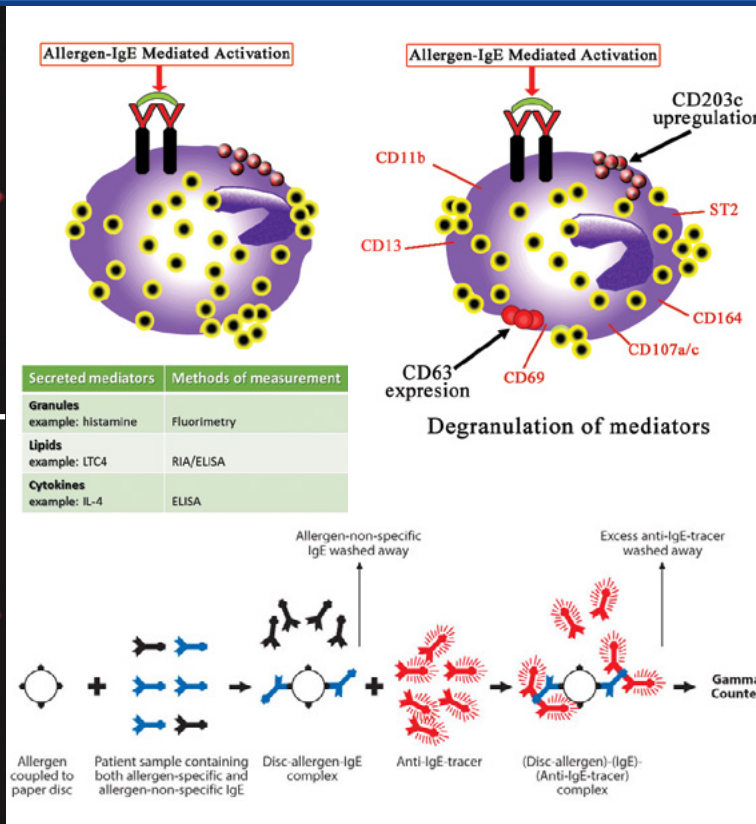 Allergen-IgE Mediated Activation
Allergen-IgE Mediated Activation
CD203c
upregulation
CD11b
ST2
CD13
CD164
CD107a/c
CD63
expresion
CD69
Degranulation of mediators
Secreted mediators Methods of measurement
Granules
example: histamine Fluorimetry
Lipids
example: LTC4 RIA/ELISA
Cytokines
example: IL-4 ELISA
Allergen-non-specific
IgE washed away
Excess anti-IgE-tracer
washed away
Gamma
Counte
Allergen
coupled to
paper disc
Patient sample containing
both allergen-specific and
allergen-non-specific IgE
Disc-allergen-IgE
complex
Anti-IgE-tracer
(Disc-allergen)-(IgE)-
(Anti-IgE-tracer)
complex